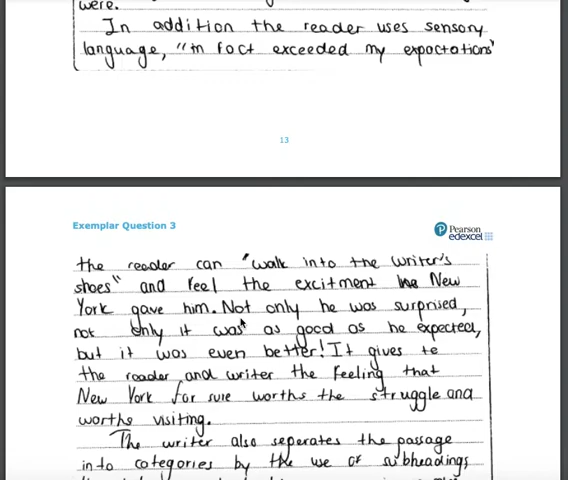 were.
In addition the reader uses sensory
language, "in fact exceeded my expectations"
13
Exemplar Question 3
Pearson
edexcel
the reader can "walk into the writer's
shoes" and feel the excitment New
York gave him. Not only he was surprised,
not only it was as good as he expected,
but it was even better! It gives te
the reader and writer the feeling that
New York for sure worths the struggle and
worths visiting.
The writer also seperates the passage
into categories by the use of subheadings